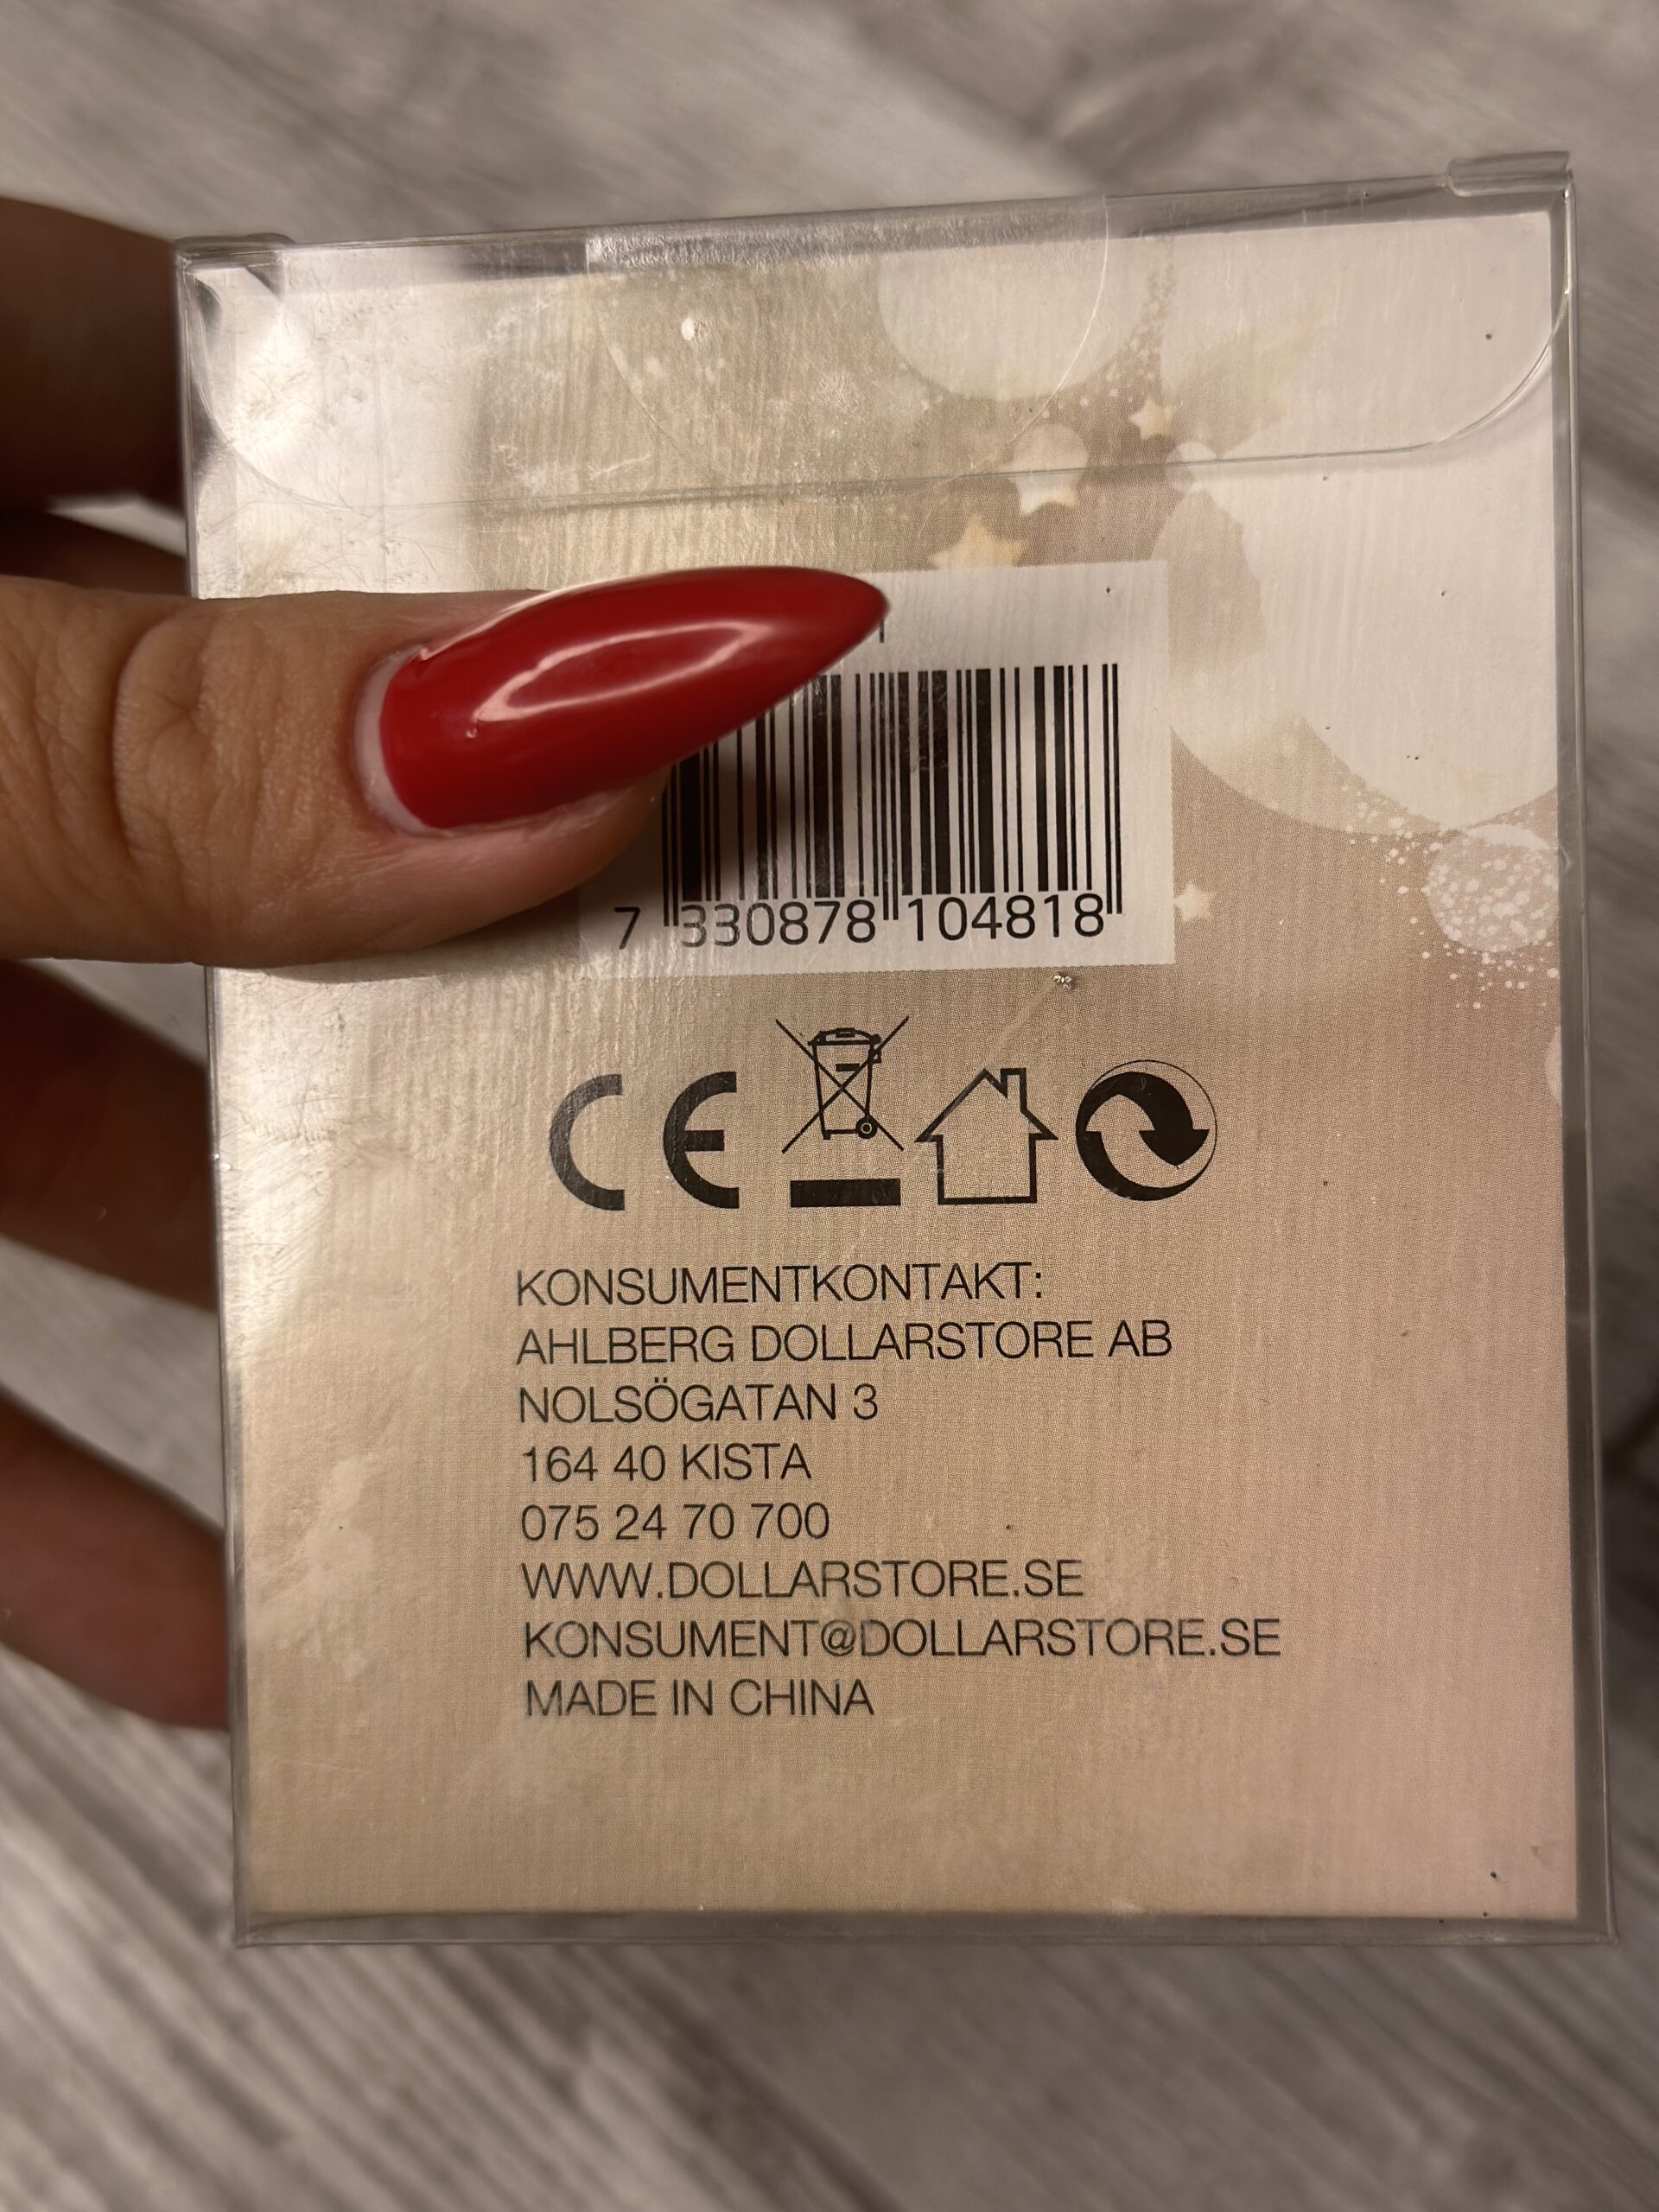 7 330878 104818
CE
KONSUMENTKONTAKT:
AHLBERG DOLLARSTORE AB
NOLSÖGATAN 3
164 40 KISTA
075 24 70 700
WWW.DOLLARSTORE.SE
KONSUMENT@DOLLARSTORE.SE
MADE IN CHINA